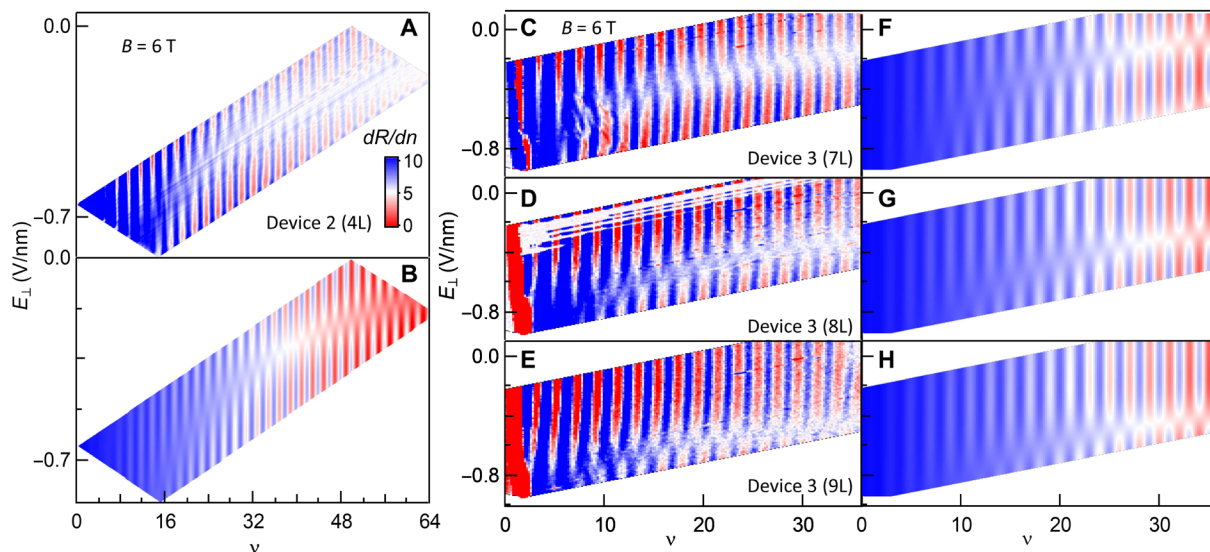 0.0
A
B = 6 T
dR/dn
10
5
0
−0.7
Device 2 (4L)
0.0
B
E⊥ (V/nm)
−0.7
0 16 32 48 64
ν
C
B = 6 T
F
0.0
−0.8
Device 3 (7L)
D
G
0.0
E⊥ (V/nm)
−0.8
Device 3 (8L)
E
H
0.0
−0.8
Device 3 (9L)
0 10 20 30
ν
0 10 20 30
ν